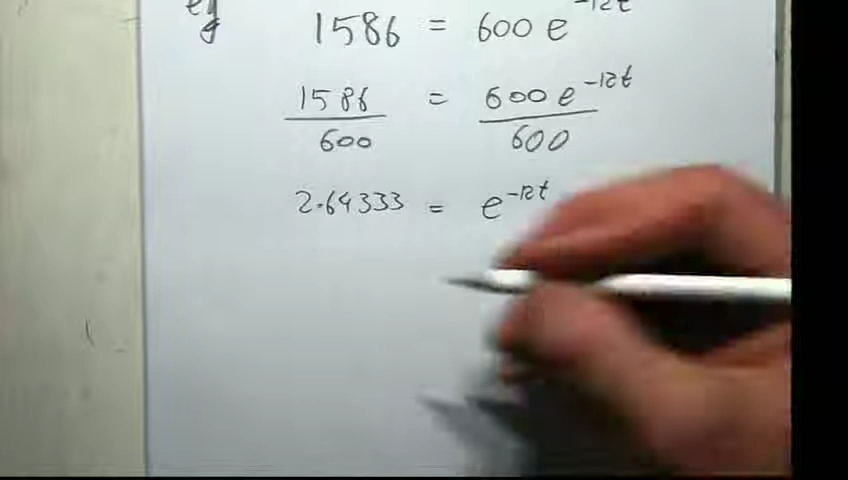 eg 1586 = 600 e^-12t
1586/600 = 600 e^-12t/600
2.64333 = e^-12t